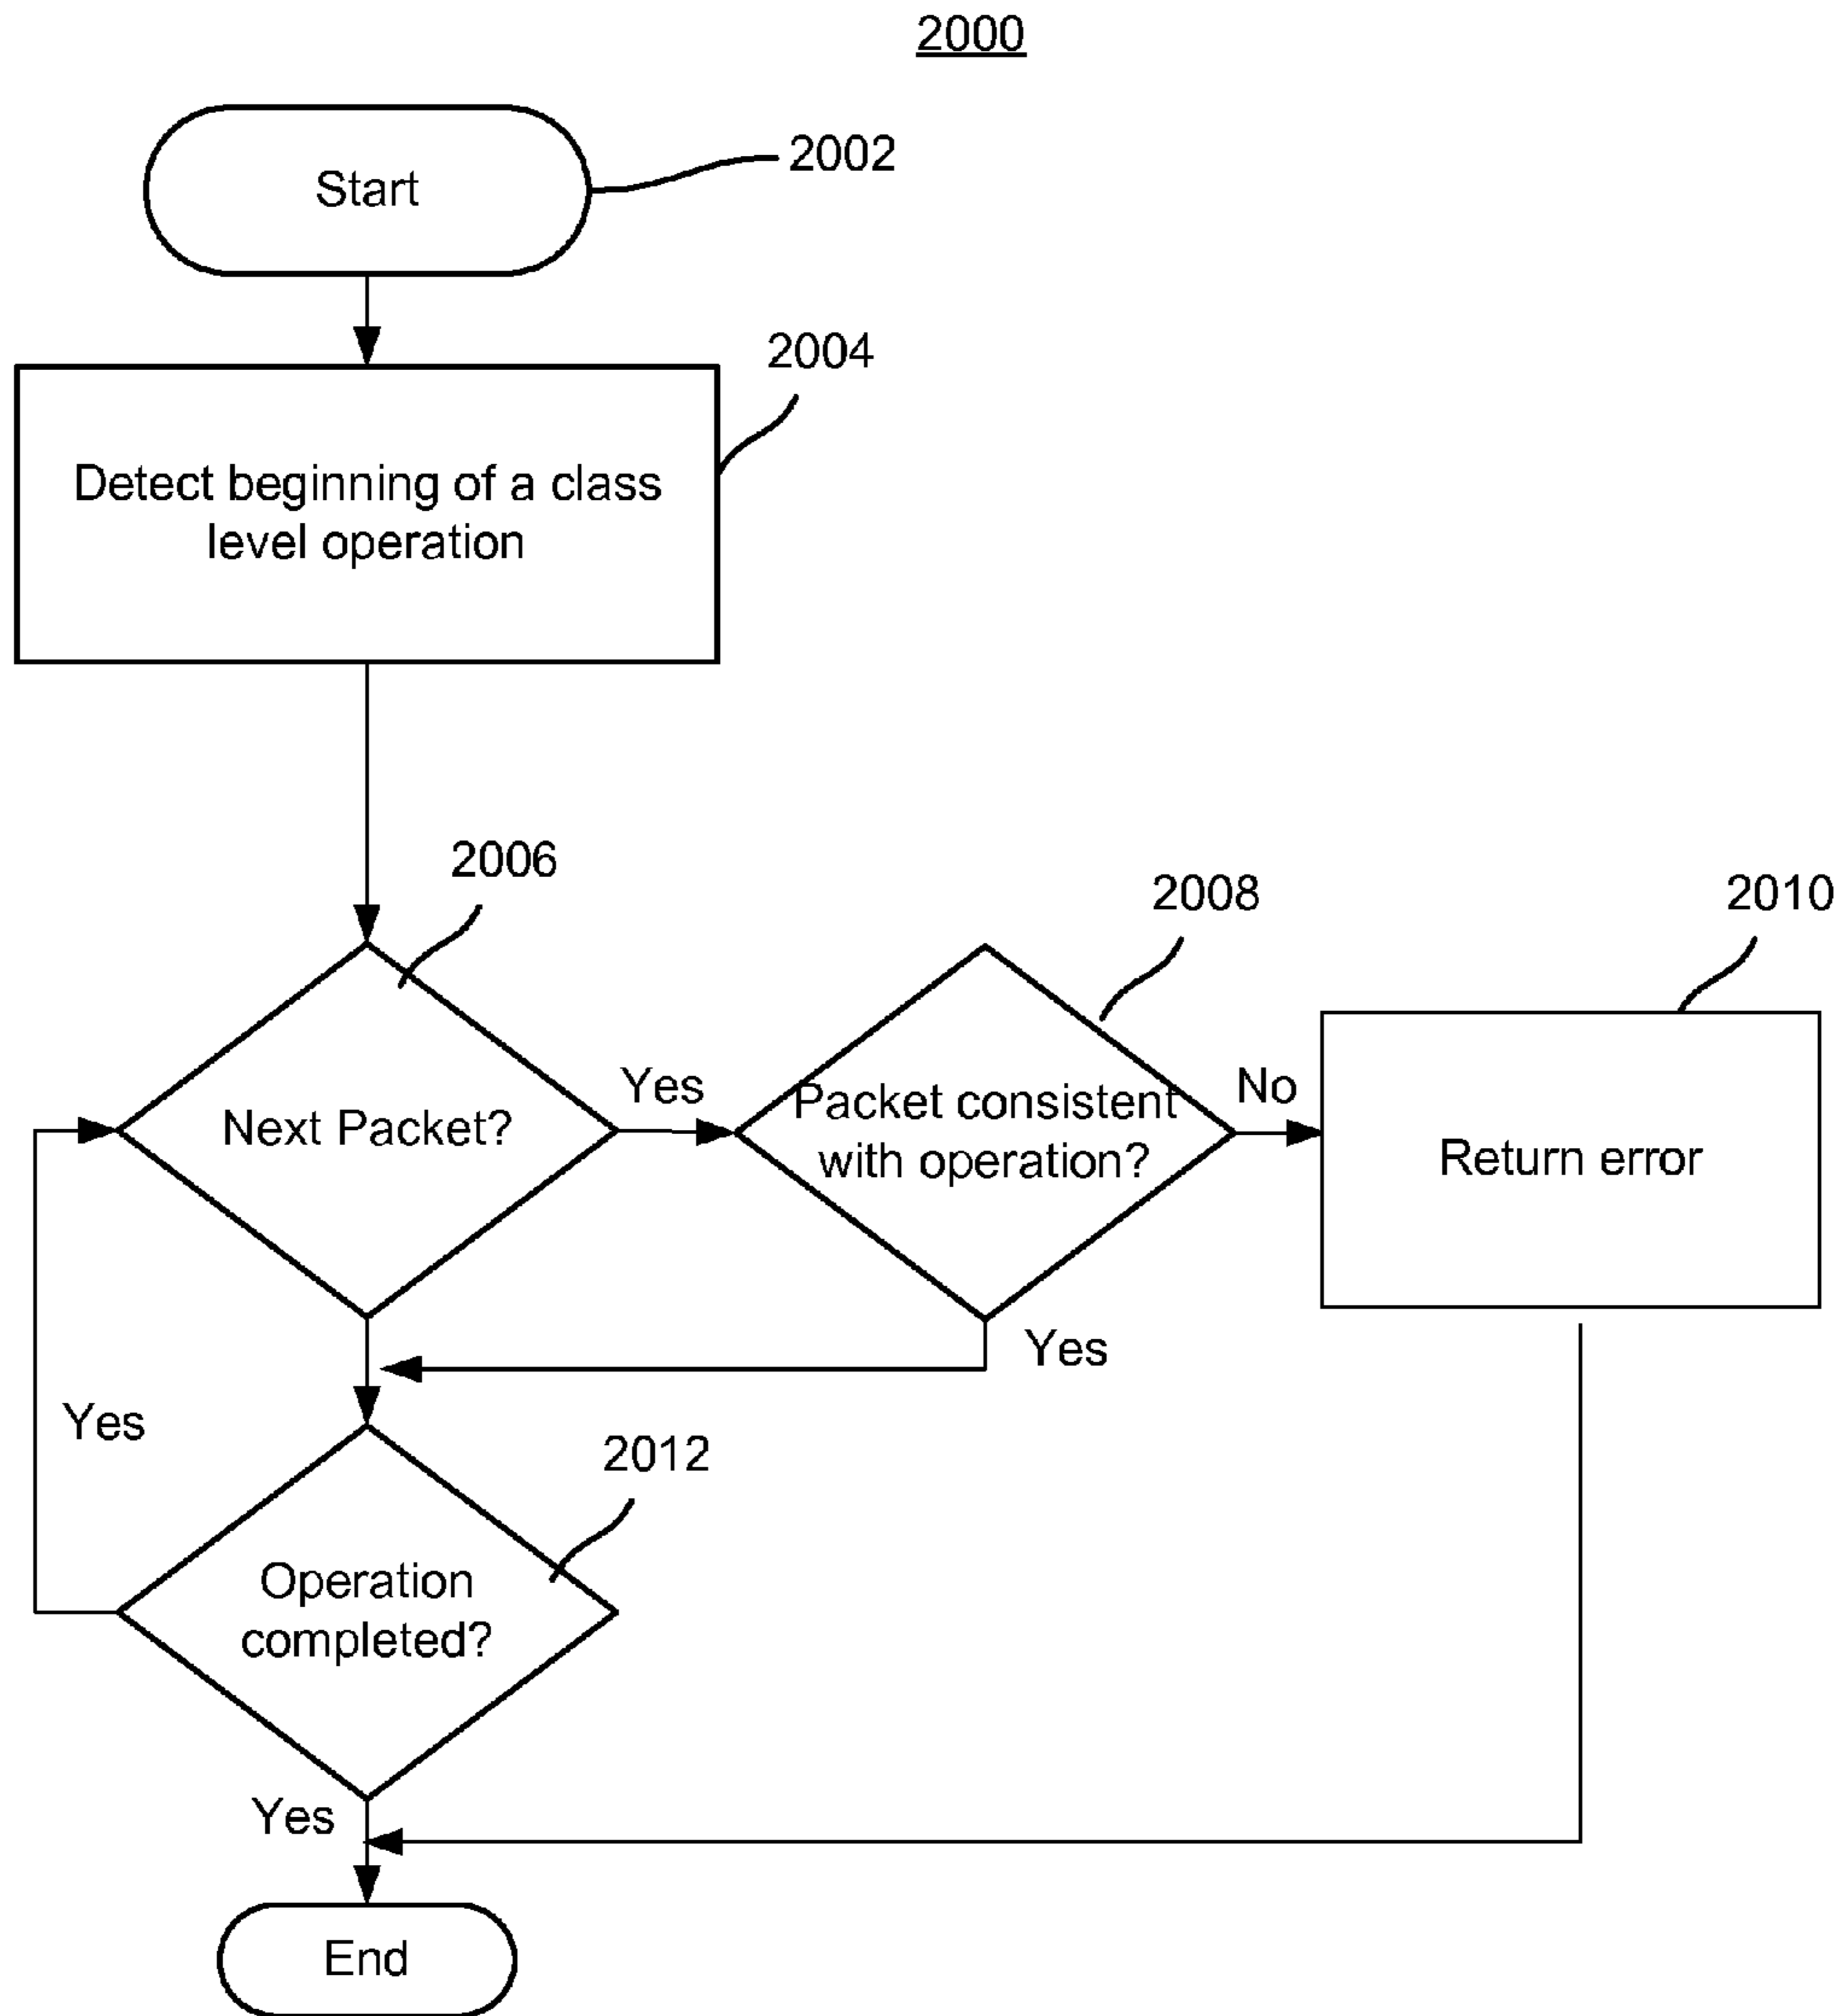 2000
Start
2002
2004
Detect beginning of a class
level operation
2006
2008
2010
Next Packet?
Yes
Packet consistent
with operation?
No
Return error
Yes
Yes
2012
Operation
completed?
Yes
End